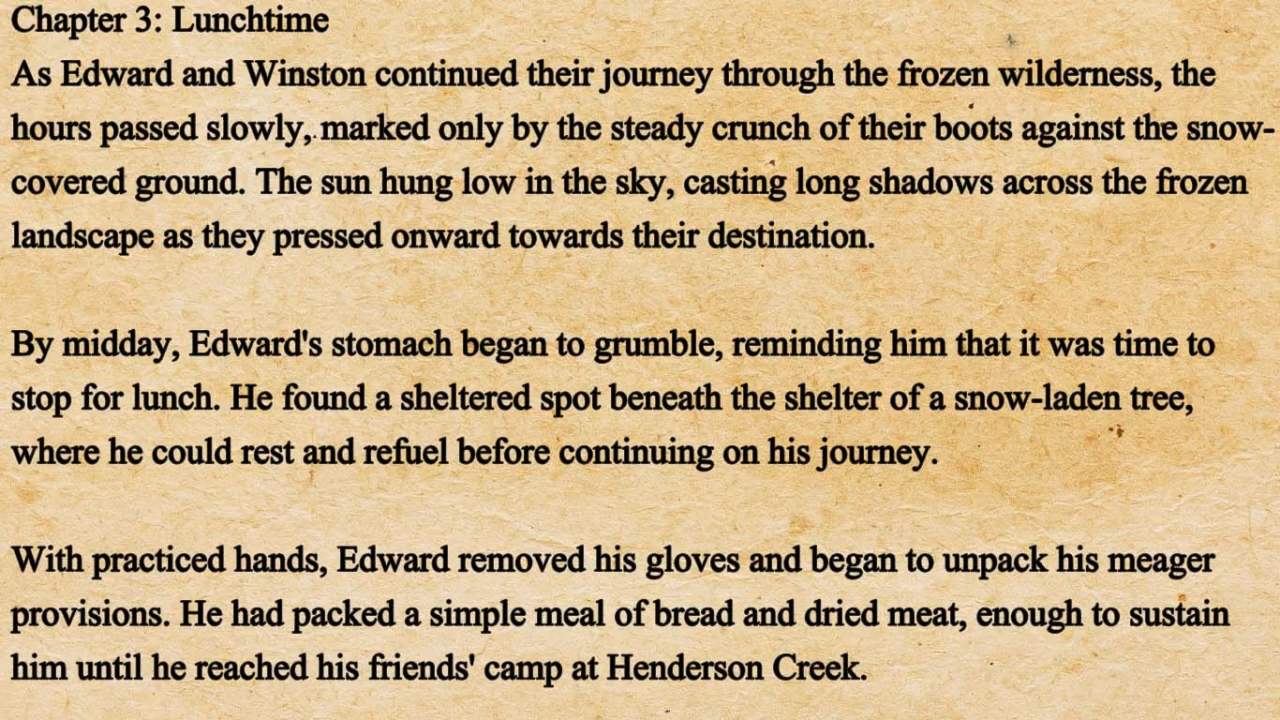 Chapter 3: Lunchtime
As Edward and Winston continued their journey through the frozen wilderness, the
hours passed slowly, marked only by the steady crunch of their boots against the snow-
covered ground. The sun hung low in the sky, casting long shadows across the frozen
landscape as they pressed onward towards their destination.
By midday, Edward's stomach began to grumble, reminding him that it was time to
stop for lunch. He found a sheltered spot beneath the shelter of a snow-laden tree,
where he could rest and refuel before continuing on his journey.
With practiced hands, Edward removed his gloves and began to unpack his meager
provisions. He had packed a simple meal of bread and dried meat, enough to sustain
him until he reached his friends' camp at Henderson Creek.